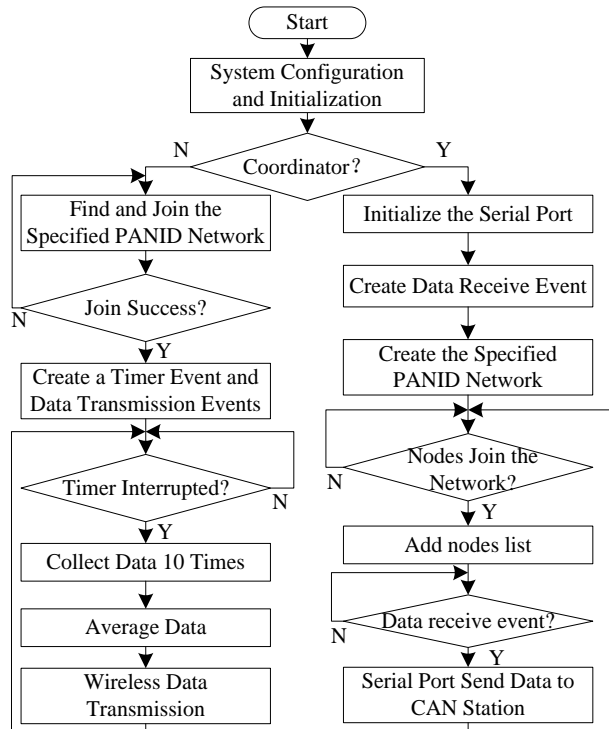 Start
System Configuration
and Initialization
N
Coordinator?
Y
Find and Join the
Specified PANID Network
Join Success?
N
Y
Create a Timer Event and
Data Transmission Events
Timer Interrupted?
N
Y
Collect Data 10 Times
Average Data
Wireless Data
Transmission
Initialize the Serial Port
Create Data Receive Event
Create the Specified
PANID Network
Nodes Join the
Network?
N
Y
Add nodes list
Data receive event?
N
Y
Serial Port Send Data to
CAN Station